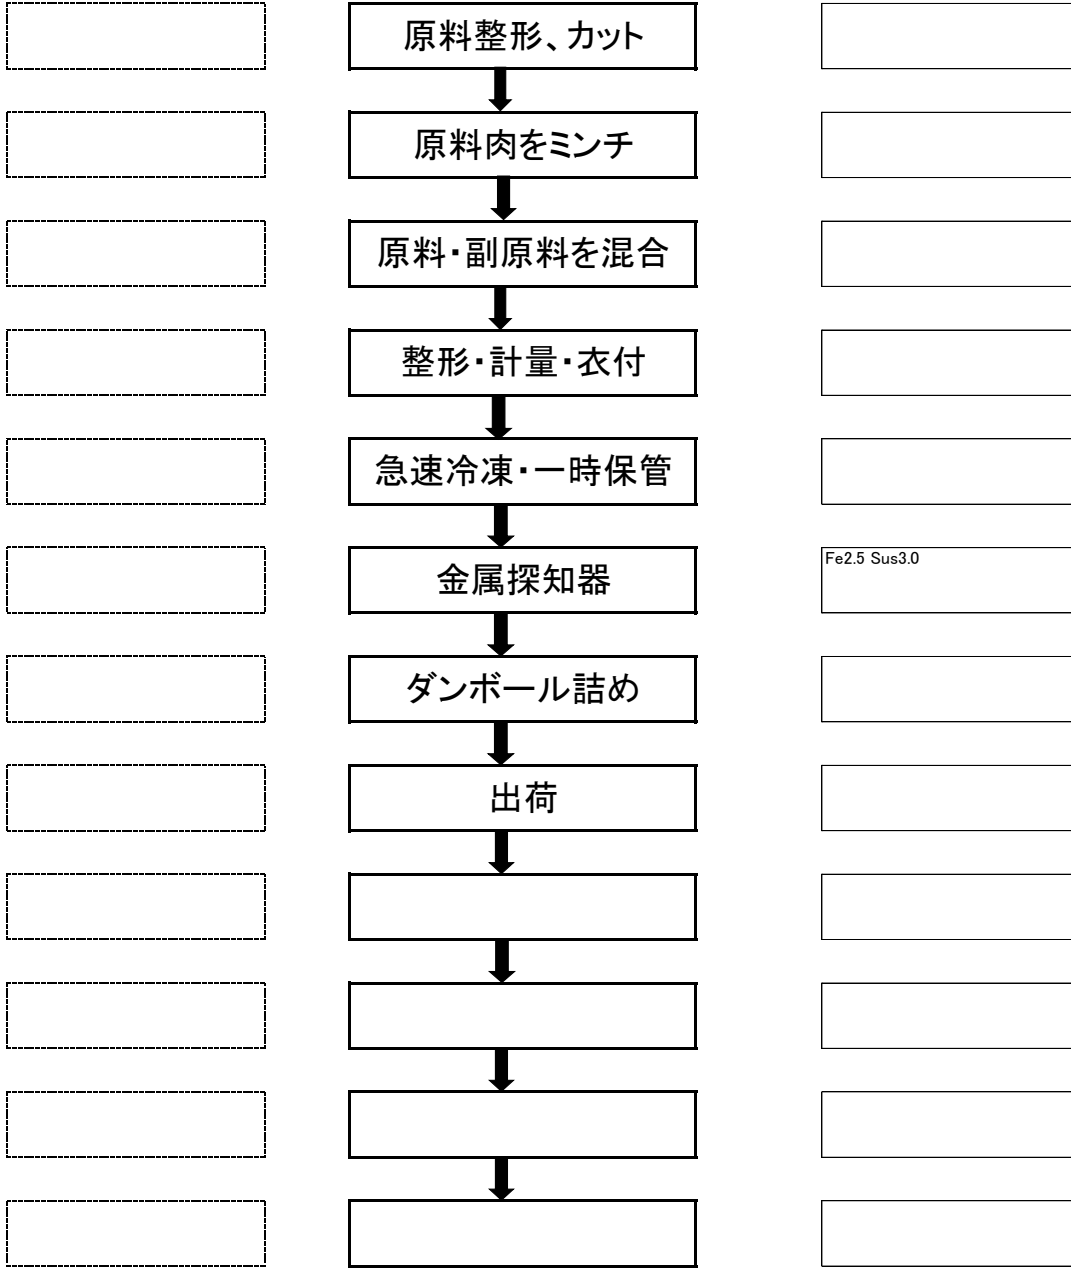 原料整形、カット
原料肉をミンチ
原料・副原料を混合
整形・計量・衣付
急速冷凍・一時保管
金属探知器
Fe2.5 Sus3.0
ダンボール詰め
出荷